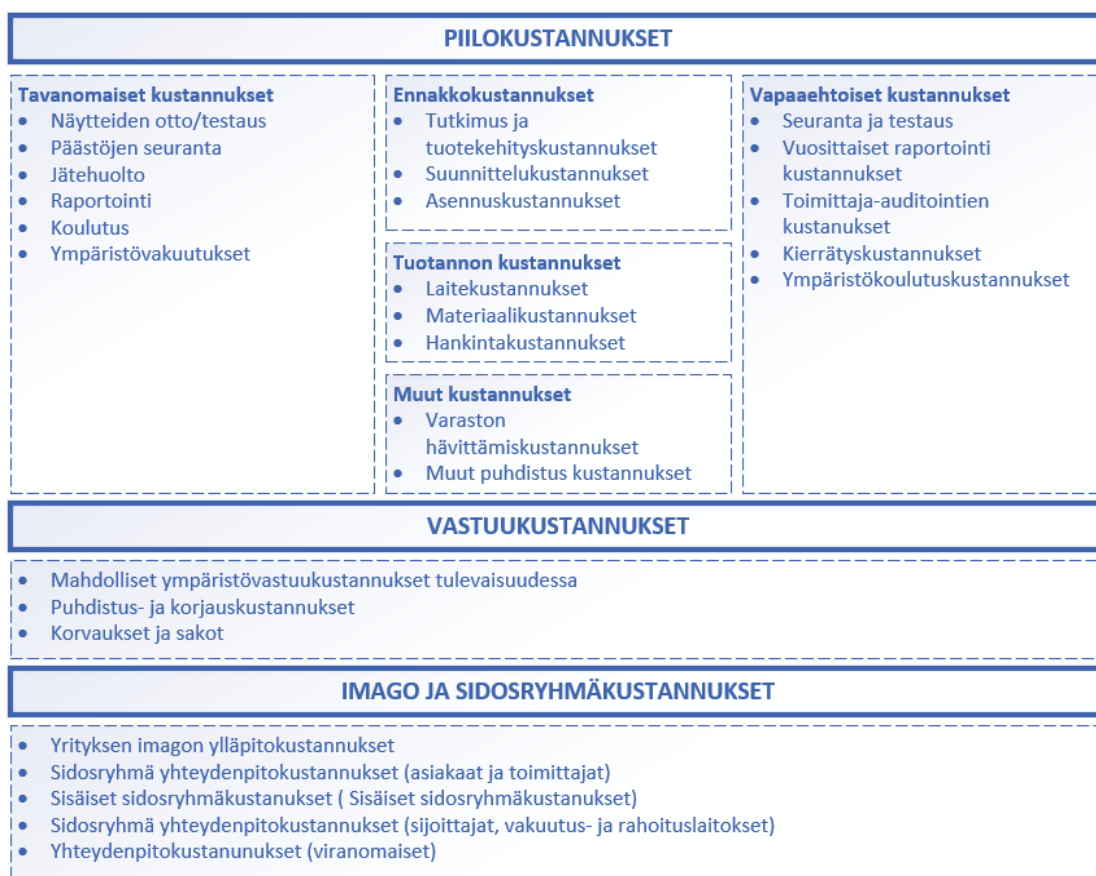 PIILOKUSTANNUKSET
Tavanomaiset kustannukset
• Näytteiden otto/testaus
• Päästöjen seuranta
• Jätehuolto
• Raportointi
• Koulutus
• Ympäristövakuutukset
Ennakkokustannukset
• Tutkimus ja
tuotekehityskustannukset
• Suunnittelukustannukset
• Asennuskustannukset
Tuotannon kustannukset
• Laitekustannukset
• Materiaalikustannukset
• Hankintakustannukset
Muut kustannukset
• Varaston
hävittämiskustannukset
• Muut puhdistus kustannukset
Vapaaehtoiset kustannukset
• Seuranta ja testaus
• Vuosittaiset raportointi
kustannukset
• Toimittaja-auditointien
kustanukset
• Kierrätyskustannukset
• Ympäristökoulutuskustannukset
VASTUUKUSTANNUKSET
• Mahdolliset ympäristövastuukustannukset tulevaisuudessa
• Puhdistus- ja korjauskustannukset
• Korvaukset ja sakot
IMAGO JA SIDOSRYHMÄKUSTANNUKSET
• Yrityksen imagon ylläpitokustannukset
• Sidosryhmä yhteydenpitokustannukset (asiakaat ja toimittajat)
• Sisäiset sidosryhmäkustanukset ( Sisäiset sidosryhmäkustanukset)
• Sidosryhmä yhteydenpitokustannukset (sijoittajat, vakuutus- ja rahoituslaitokset)
• Yhteydenpitokustanunukset (viranomaiset)